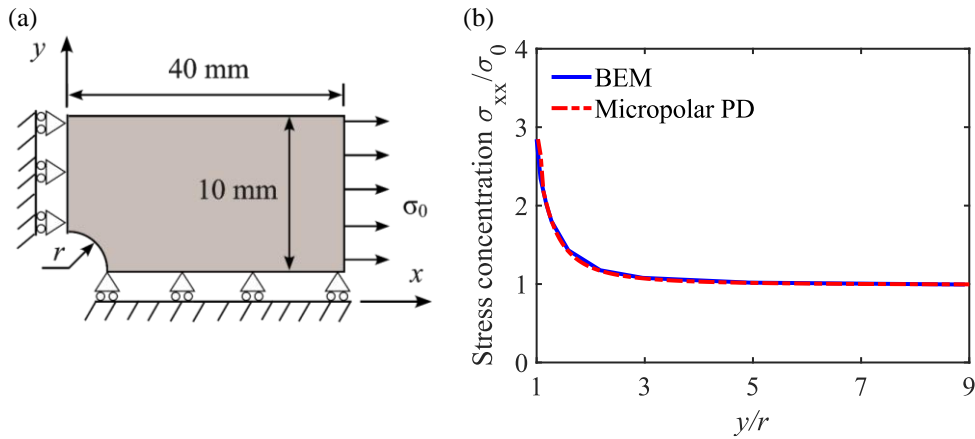 (a)
y
40 mm
10 mm
σ0
r
x
(b)
Stress concentration σxx/σ0
4
3
2
1
0
BEM
Micropolar PD
1 3 5 7 9
y/r